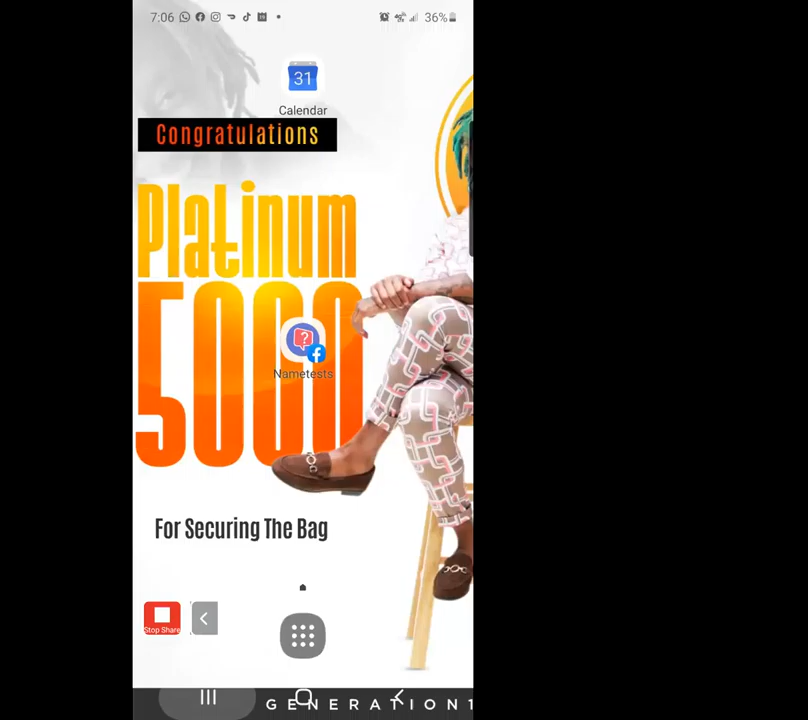 7:06 36%
31
Calendar
Congratulations
Platinum
5000
Nametests
For Securing The Bag
Stop Share
GENERATION1